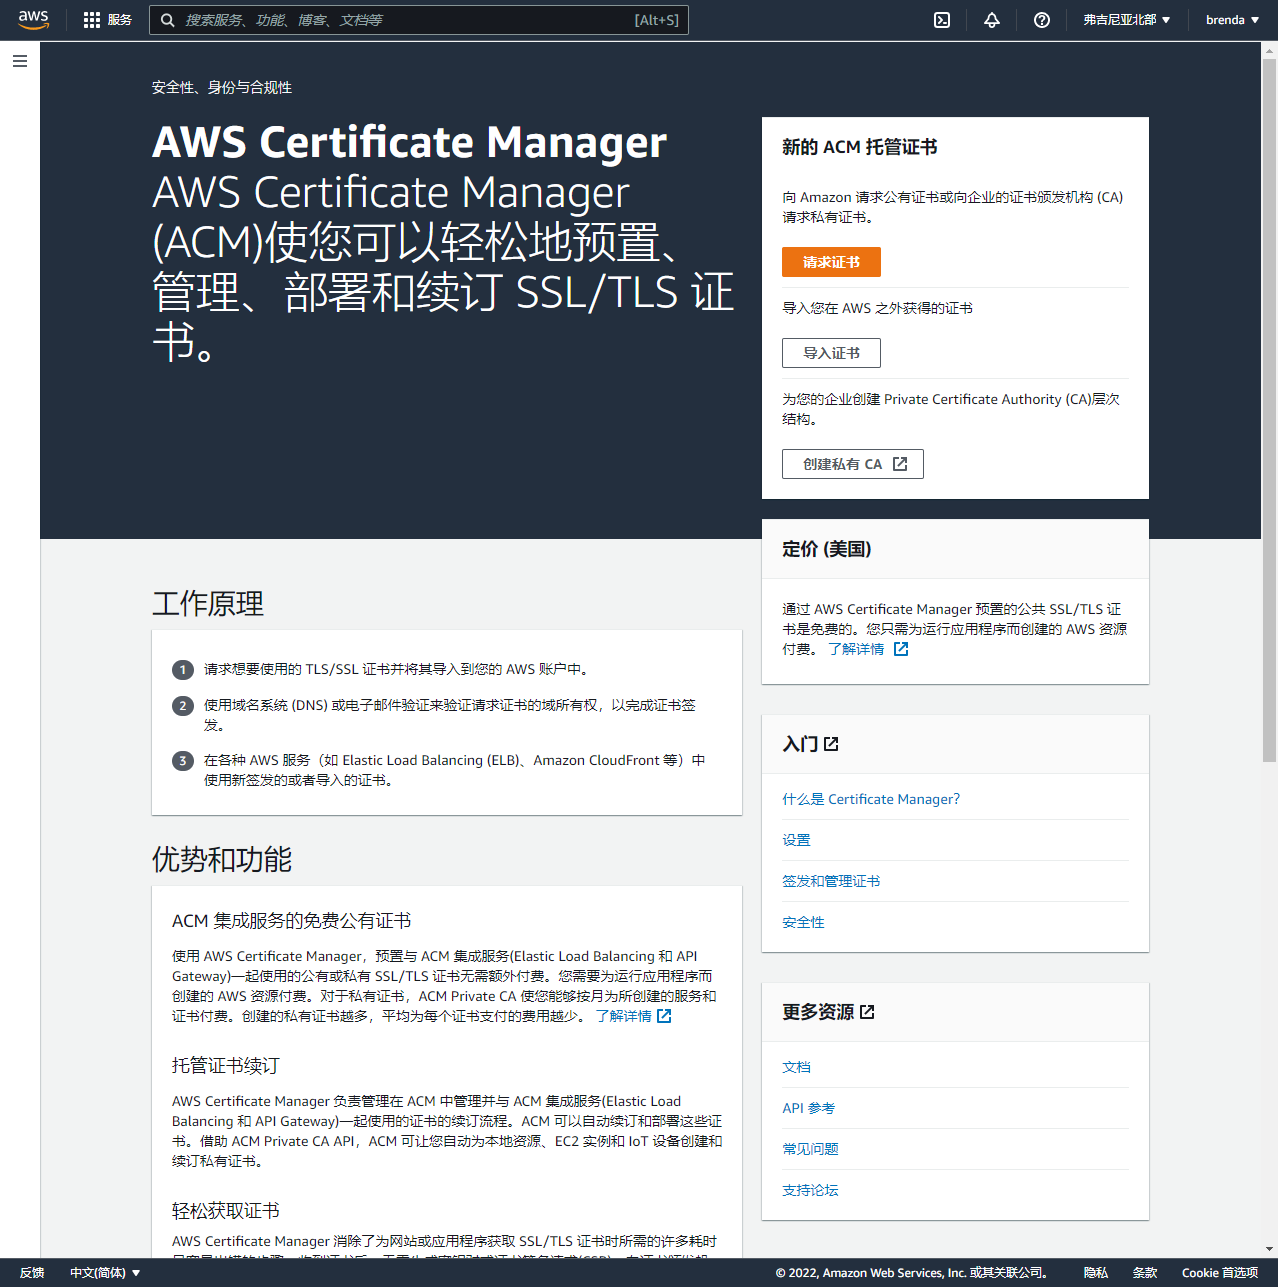 aws
服务
搜索服务、功能、博客、文档等
[Alt+S]
弗吉尼亚北部
brenda
安全性、身份与合规性
AWS Certificate Manager
AWS Certificate Manager
(ACM)使您可以轻松地预置、
管理、部署和续订 SSL/TLS 证
书。
新的 ACM 托管证书
向 Amazon 请求公有证书或向企业的证书颁发机构 (CA)
请求私有证书。
请求证书
导入您在 AWS 之外获得的证书
导入证书
为您的企业创建 Private Certificate Authority (CA)层次
结构。
创建私有 CA
定价 (美国)
通过 AWS Certificate Manager 预置的公共 SSL/TLS 证
书是免费的。您只需为运行应用程序而创建的 AWS 资源
付费。 了解详情
工作原理
1 请求想要使用的 TLS/SSL 证书并将其导入到您的 AWS 账户中。
2 使用域名系统 (DNS) 或电子邮件验证来验证请求证书的域所有权，以完成证书签
发。
3 在各种 AWS 服务（如 Elastic Load Balancing (ELB)、Amazon CloudFront 等）中
使用新签发的或者导入的证书。
入门
什么是 Certificate Manager?
设置
签发和管理证书
安全性
优势和功能
ACM 集成服务的免费公有证书
使用 AWS Certificate Manager，预置与 ACM 集成服务(Elastic Load Balancing 和 API
Gateway)一起使用的公有或私有 SSL/TLS 证书无需额外付费。您需要为运行应用程序而
创建的 AWS 资源付费。对于私有证书，ACM Private CA 使您能够按月为所创建的服务和
证书付费。创建的私有证书越多，平均为每个证书支付的费用越少。 了解详情
托管证书续订
AWS Certificate Manager 负责管理在 ACM 中管理并与 ACM 集成服务(Elastic Load
Balancing 和 API Gateway)一起使用的证书的续订流程。ACM 可以自动续订和部署这些证
书。借助 ACM Private CA API，ACM 可让您自动为本地资源、EC2 实例和 IoT 设备创建和
续订私有证书。
轻松获取证书
AWS Certificate Manager 消除了为网站或应用程序获取 SSL/TLS 证书时所需的许多耗时
更多资源
文档
API 参考
常见问题
支持论坛
反馈
中文(简体)
© 2022, Amazon Web Services, Inc. 或其关联公司。
隐私
条款
Cookie 首选项